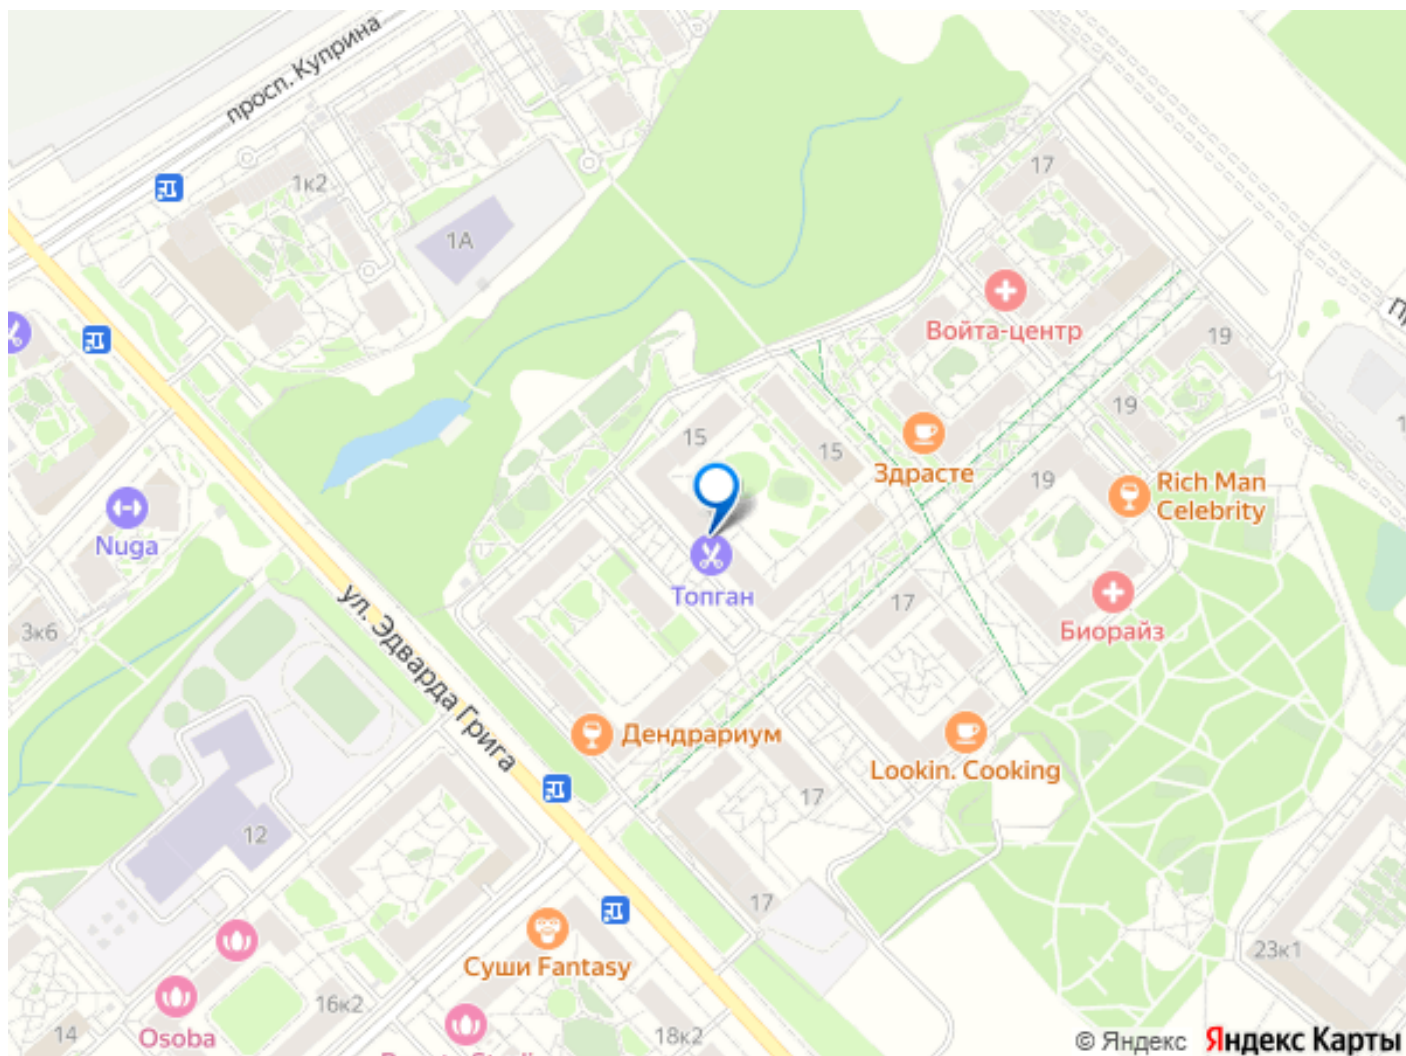 просп. Куприна
1к2
1А
17
Войта-центр
19
19
15
15
Здрасте
19
Rich Man
Celebrity
Nuga
Топган
17
Биорайз
3к6
ул. Эдварда Грига
Дендрариум
Lookin. Cooking
17
12
17
Суши Fantasy
23к1
16к2
14
Osoba
18к2
© Яндекс Яндекс Карты